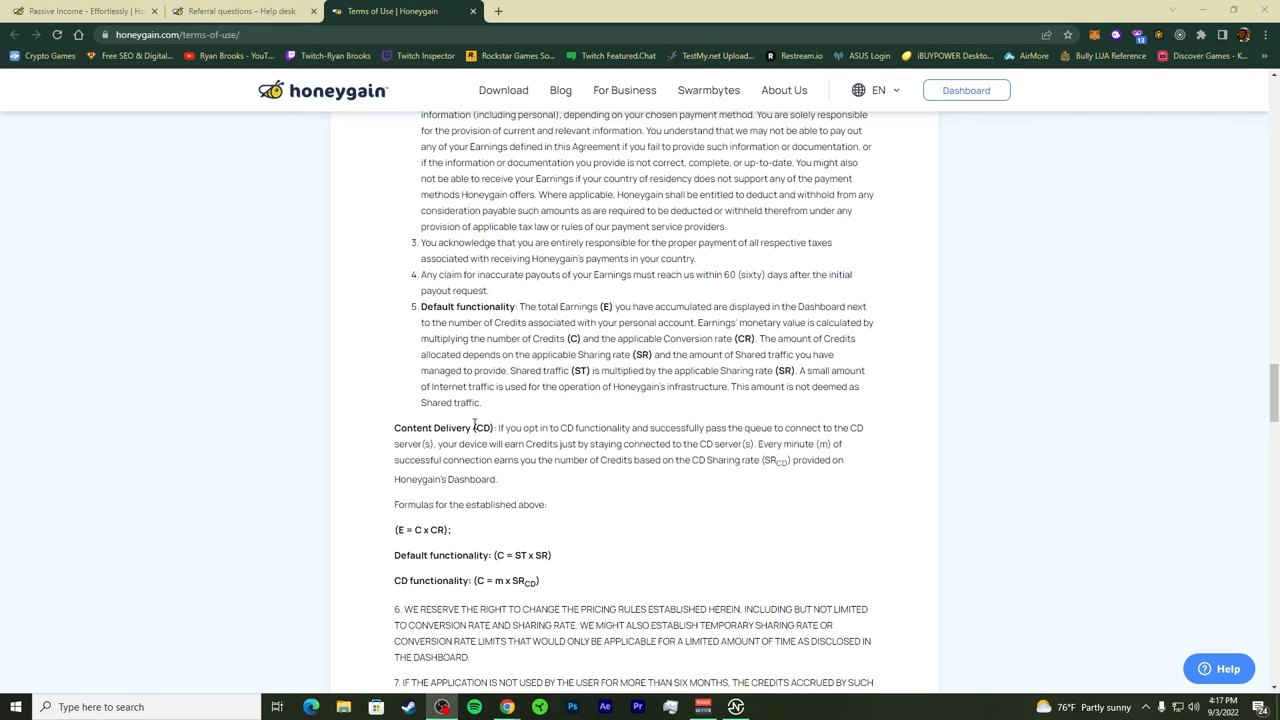 Passive Income - Effortlessly | H
Referral questions – Help desk
Terms of Use | Honeygain
honeygain.com/terms-of-use/
Crypto Games
Free SEO & Digital...
Ryan Brooks - YouT...
Twitch-Ryan Brooks
Twitch Inspector
Rockstar Games So...
Twitch Featured.Chat
TestMy.net Upload...
Restream.io
ASUS Login
iBUYPOWER Deskto...
AirMore
Bully LUA Reference
Discover Games - K...
honeygain
Download
Blog
For Business
Swarmbytes
About Us
EN
Dashboard
information (including personal), depending on your chosen payment method. You are solely responsible
for the provision of current and relevant information. You understand that we may not be able to pay out
any of your Earnings defined in this Agreement if you fail to provide such information or documentation, or
if the information or documentation you provide is not correct, complete, or up-to-date. You might also
not be able to receive your Earnings if your country of residency does not support any of the payment
methods Honeygain offers. Where applicable, Honeygain shall be entitled to deduct and withhold from any
consideration payable such amounts as are required to be deducted or withheld therefrom under any
provision of applicable tax law or rules of our payment service providers.
3. You acknowledge that you are entirely responsible for the proper payment of all respective taxes
associated with receiving Honeygain's payments in your country.
4. Any claim for inaccurate payouts of your Earnings must reach us within 60 (sixty) days after the initial
payout request.
5. Default functionality: The total Earnings (E) you have accumulated are displayed in the Dashboard next
to the number of Credits associated with your personal account. Earnings' monetary value is calculated by
multiplying the number of Credits (C) and the applicable Conversion rate (CR). The amount of Credits
allocated depends on the applicable Sharing rate (SR) and the amount of Shared traffic you have
managed to provide. Shared traffic (ST) is multiplied by the applicable Sharing rate (SR). A small amount
of Internet traffic is used for the operation of Honeygain's infrastructure. This amount is not deemed as
Shared traffic.
Content Delivery (CD): If you opt in to CD functionality and successfully pass the queue to connect to the CD
server(s), your device will earn Credits just by staying connected to the CD server(s). Every minute (m) of
successful connection earns you the number of Credits based on the CD Sharing rate (SRCD) provided on
Honeygain's Dashboard.
Formulas for the established above:
(E = C x CR);
Default functionality: (C = ST x SR)
CD functionality: (C = m x SRCD)
6. WE RESERVE THE RIGHT TO CHANGE THE PRICING RULES ESTABLISHED HEREIN, INCLUDING BUT NOT LIMITED
TO CONVERSION RATE AND SHARING RATE. WE MIGHT ALSO ESTABLISH TEMPORARY SHARING RATE OR
CONVERSION RATE LIMITS THAT WOULD ONLY BE APPLICABLE FOR A LIMITED AMOUNT OF TIME AS DISCLOSED IN
THE DASHBOARD.
7. IF THE APPLICATION IS NOT USED BY THE USER FOR MORE THAN SIX MONTHS, THE CREDITS ACCRUED BY SUCH
Help
Type here to search
76°F Partly sunny
4:17 PM
9/3/2022
24